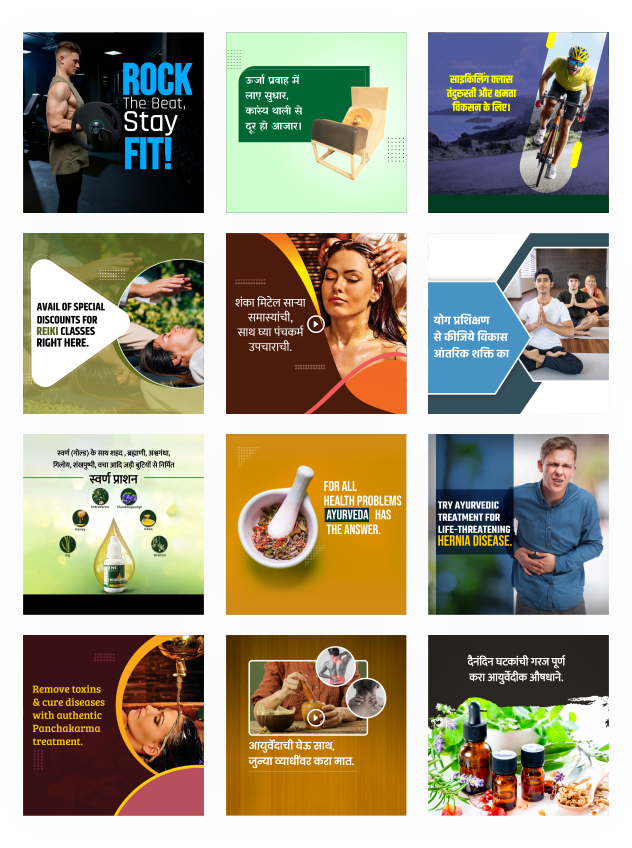 ROCK
The Beat,
Stay
FIT!
ऊर्जा प्रवाह में
लाए सुधार,
कांस्य थाली से
दूर हो आजार।
साइकिलिंग क्लास
तंदुरुस्ती और क्षमता
विकसन के लिए।
AVAIL OF SPECIAL
DISCOUNTS FOR
REIKI CLASSES
RIGHT HERE.
शंका मिटेल साऱ्या
समास्यांची,
साथ घ्या पंचकर्म
उपचाराची.
योग प्रशिक्षण
से कीजिये विकास
आंतरिक शक्ति का
स्वर्ण (गोल्ड) के साथ शहद , ब्रह्माणी, अश्वगंधा,
गिलोय, शंखपुष्पी, वचा आदि जड़ी बुटियों से निर्मित
स्वर्ण प्राशन
FOR ALL
HEALTH PROBLEMS
AYURVEDA HAS
THE ANSWER.
TRY AYURVEDIC
TREATMENT FOR
LIFE-THREATENING
HERNIA DISEASE.
Remove toxins
& cure diseases
with authentic
Panchakarma
treatment.
आयुर्वेदाची घेऊ साथ,
जुन्या व्याधींवर करा मात.
दैनंदिन घटकांची गरज पूर्ण
करा आयुर्वेदीक औषधाने.